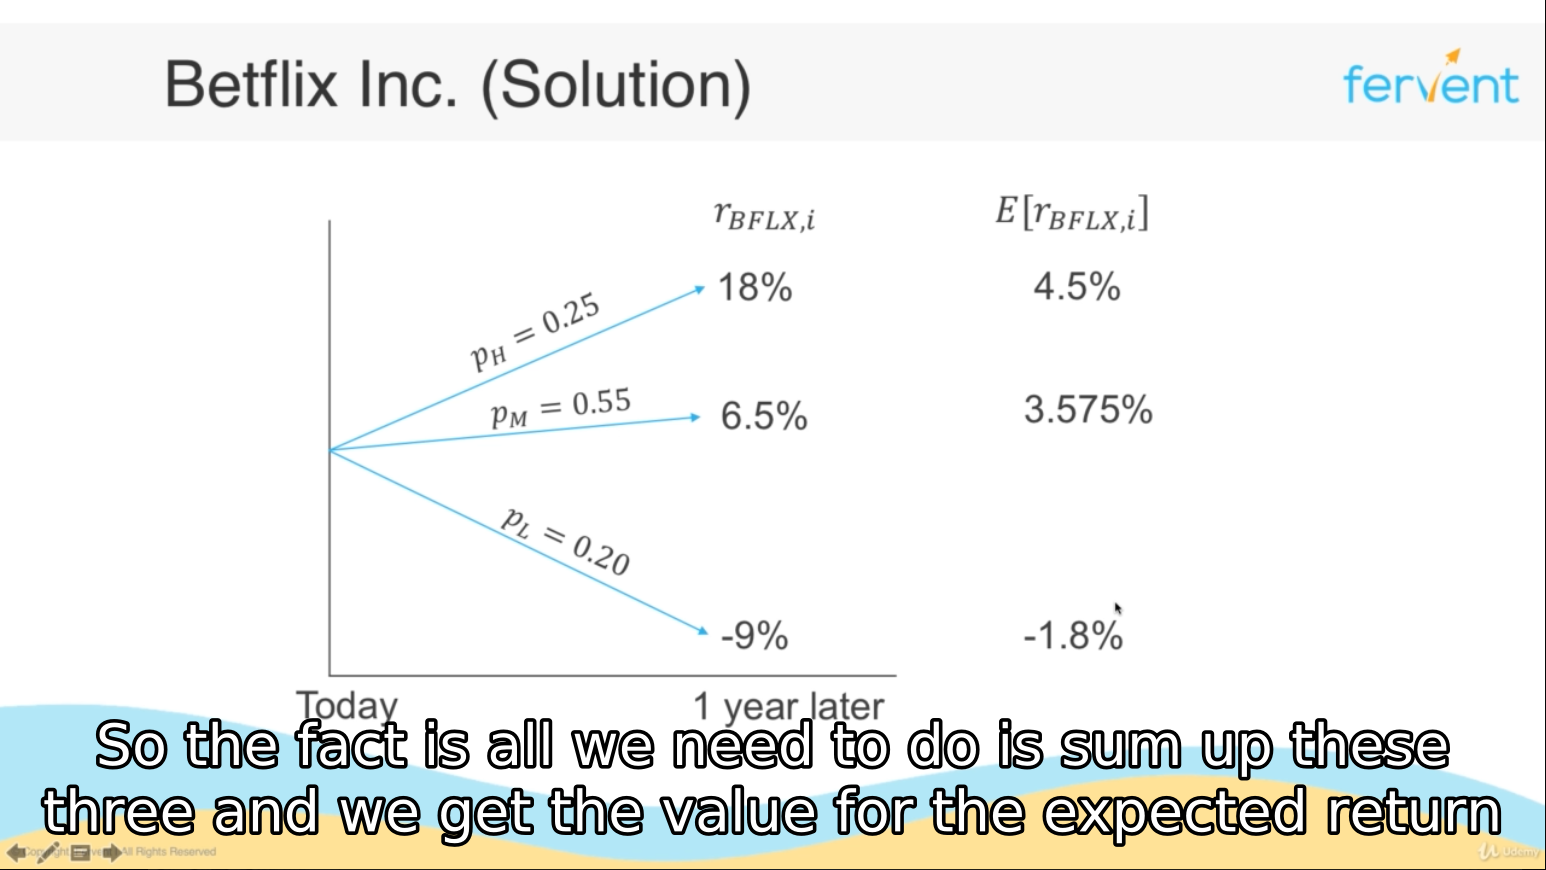 Betflix Inc. (Solution)
fervent
r_{BFLX,i}
E[r_{BFLX,i}]
p_H = 0.25
18%
4.5%
p_M = 0.55
6.5%
3.575%
p_L = 0.20
-9%
-1.8%
Today
1 year later
So the fact is all we need to do is sum up these
three and we get the value for the expected return
All Rights Reserved
Udemy